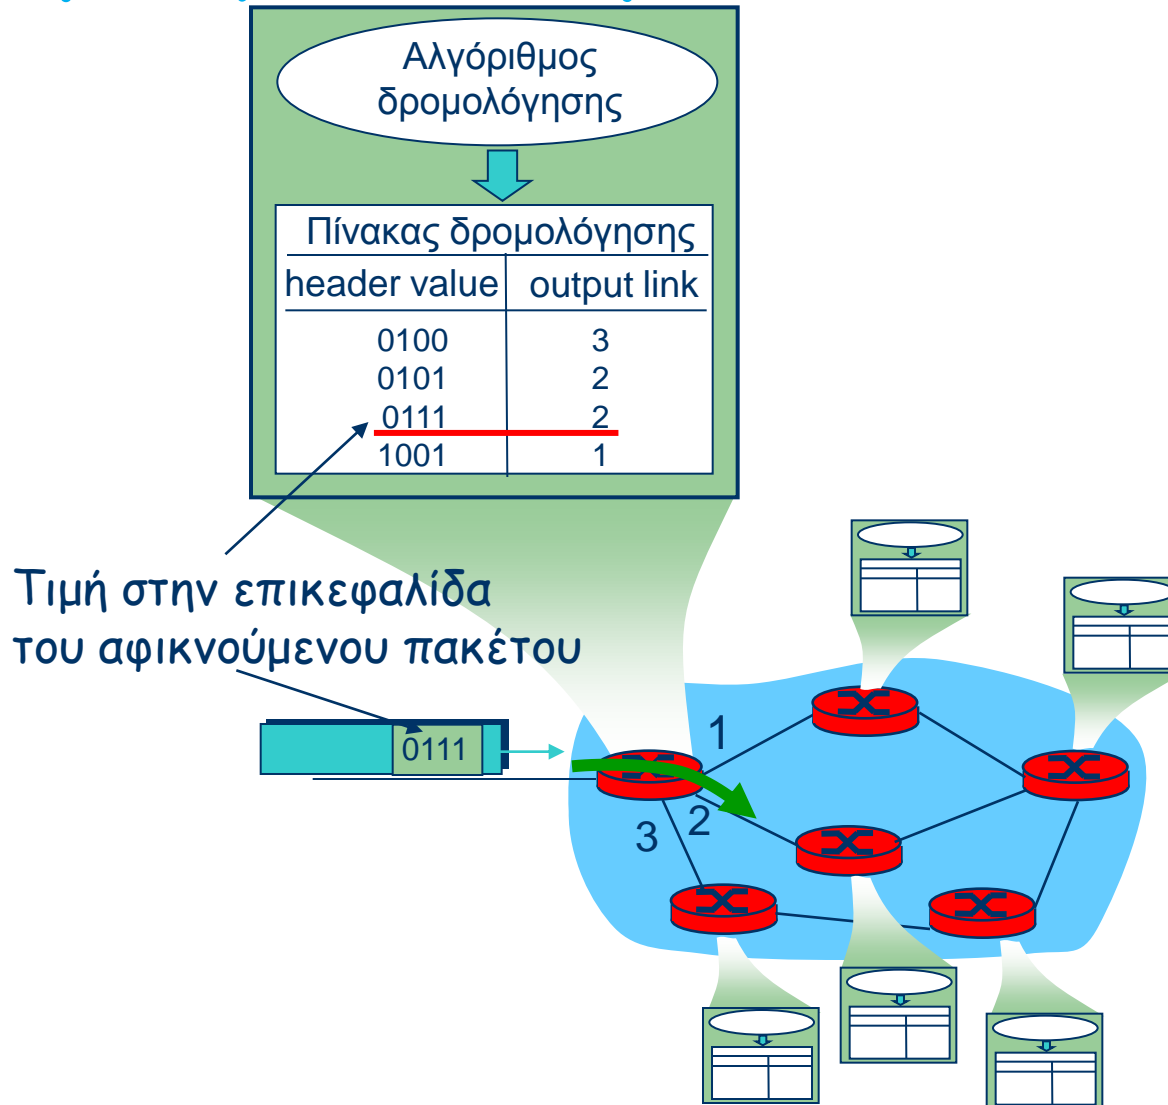 Αλγόριθμος
δρομολόγησης
Πίνακας δρομολόγησης
header value output link
0100 3
0101 2
0111 2
1001 1
Τιμή στην επικεφαλίδα
του αφικνούμενου πακέτου
0111
1
2
3